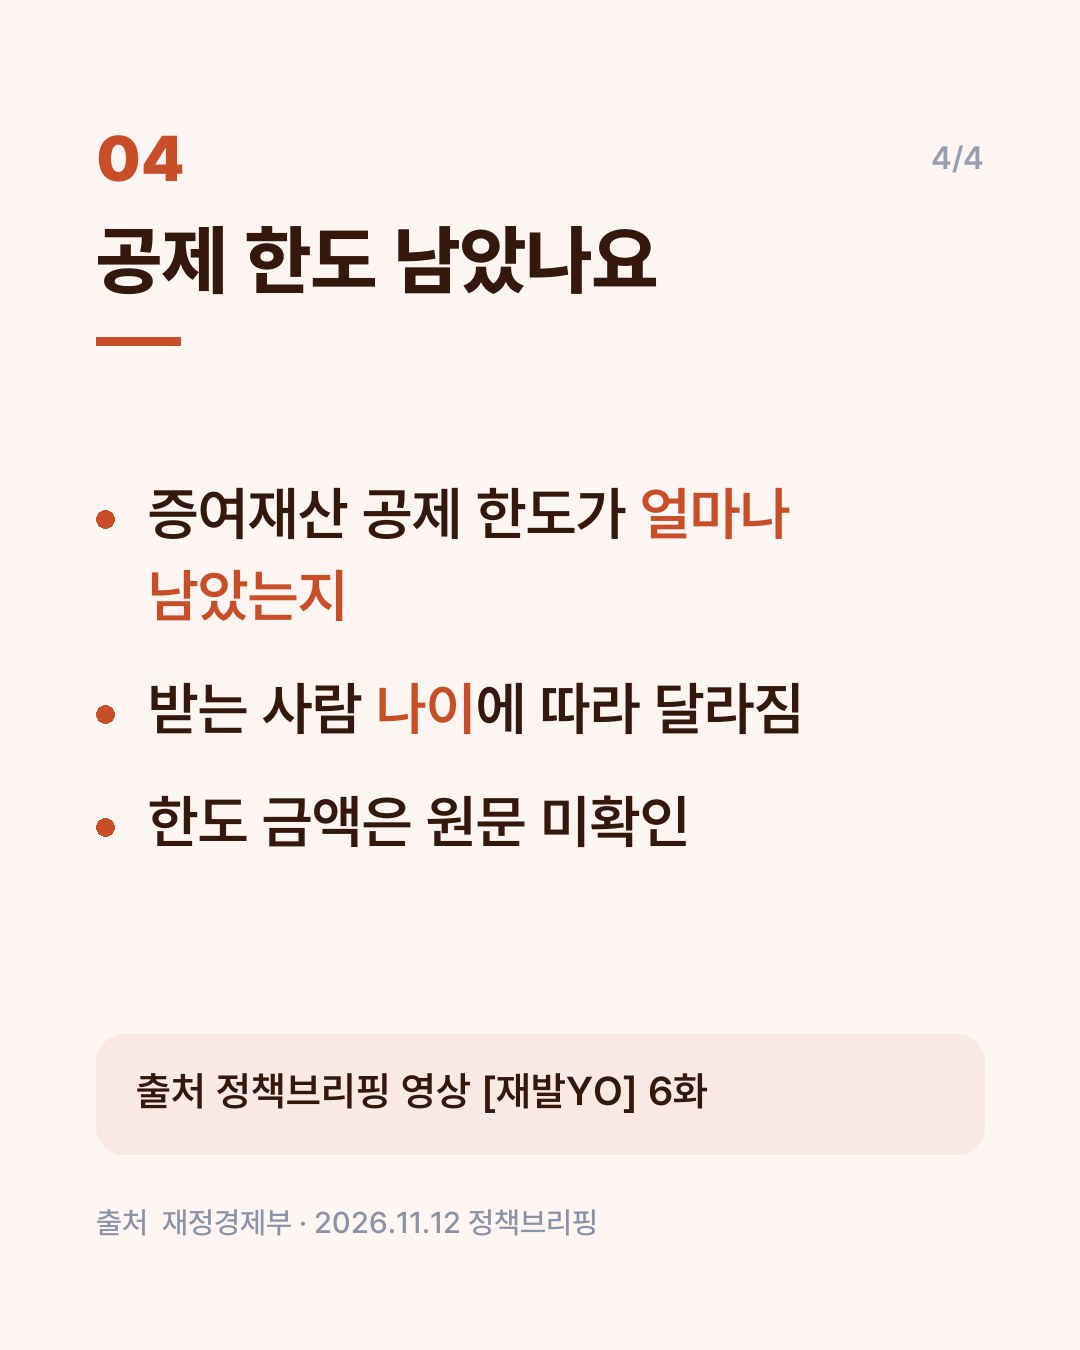 04
4/4
공제 한도 남았나요
증여재산 공제 한도가 얼마나
남았는지
받는 사람 나이에 따라 달라짐
한도 금액은 원문 미확인
출처 정책브리핑 영상 [재발YO] 6화
출처 재정경제부 · 2026.11.12 정책브리핑